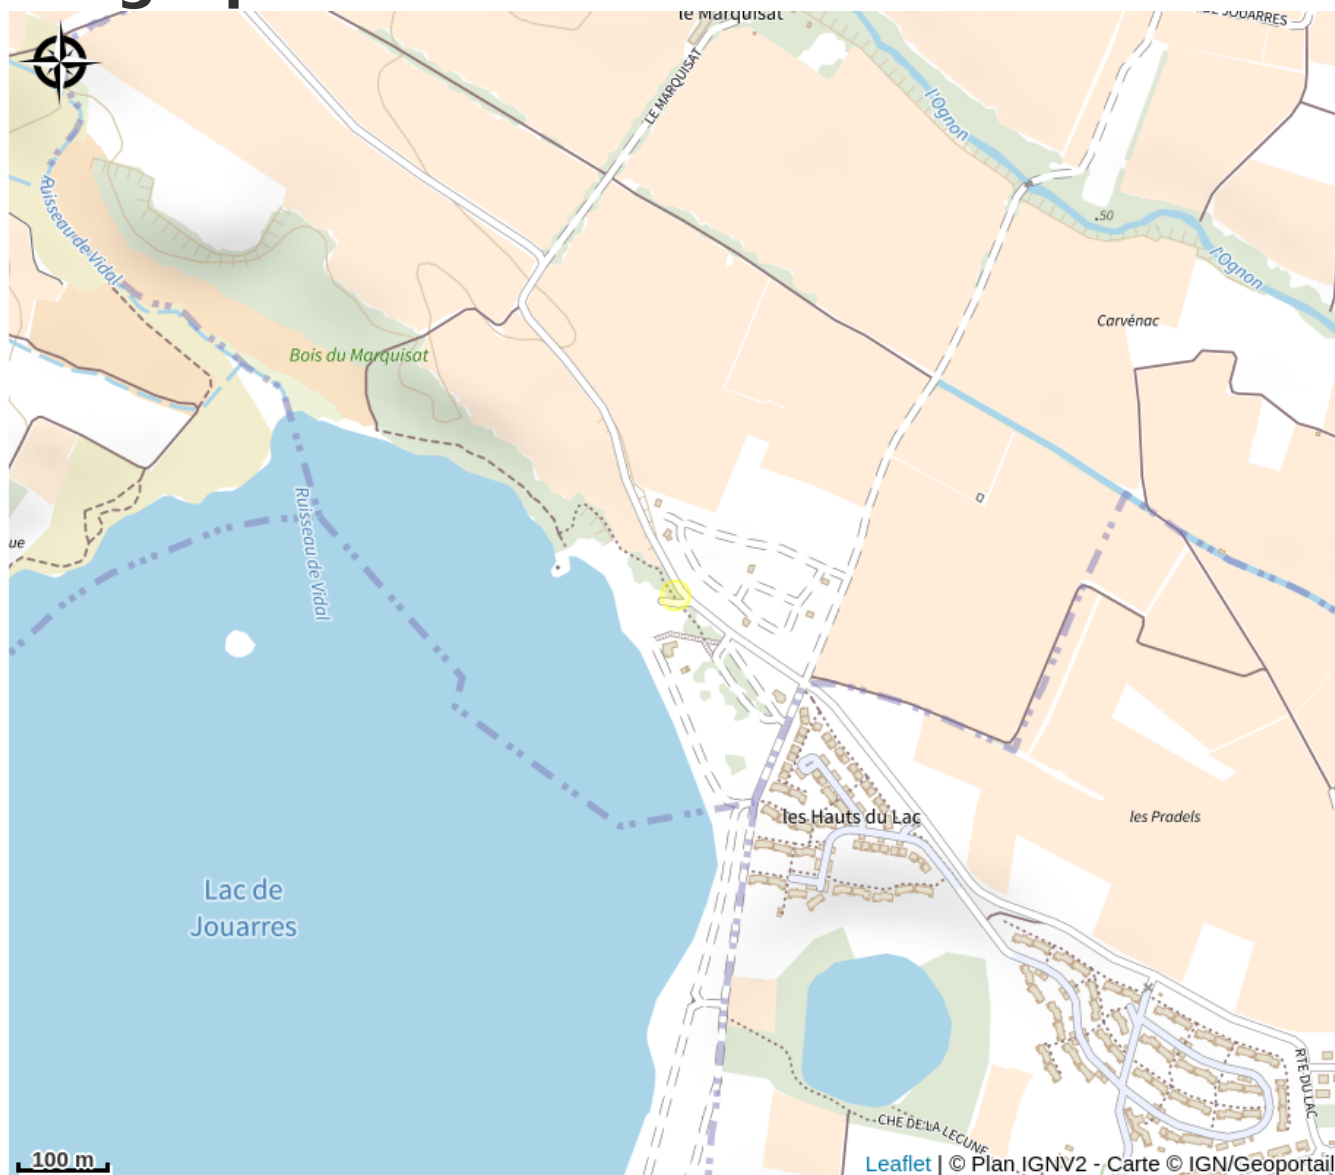 le Marquisat
JOUARRES
LE MARQUISAT
l'Ognon
.50
Ruisseau de Vidal
l'Ognon
Carvénac
Bois du Marquisat
Ruisseau de Vidal
ue
les Hauts du Lac
les Pradels
Lac de
Jouarres
RTE DU LAC
CHE DE LA LECUNE
100 m
Leaflet | © Plan IGNV2 - Carte © IGN/Geoportail